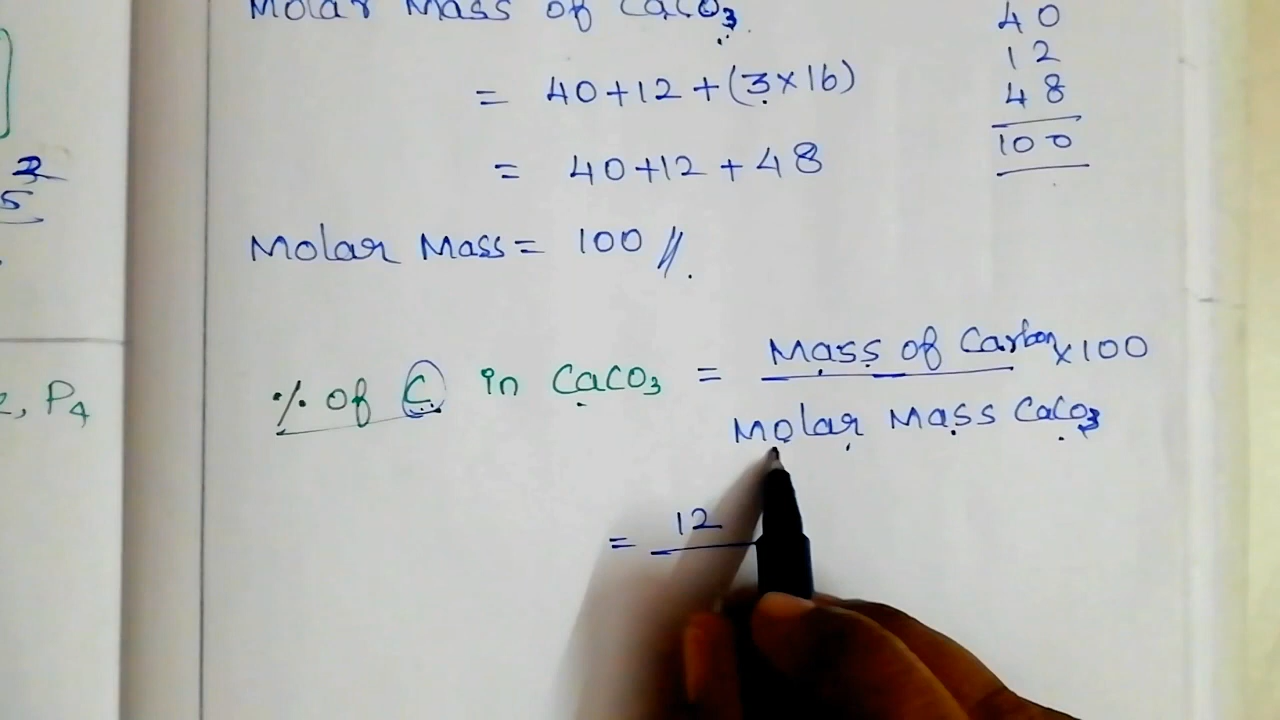 Molar Mass of CaCO3
= 40+12+(3×16)
= 40+12+48
40
12
48
100
Molar Mass = 100 //.
% of C in CaCO3 = Mass of Carbon ×100
Molar Mass CaCO3
= 12
5
, P4